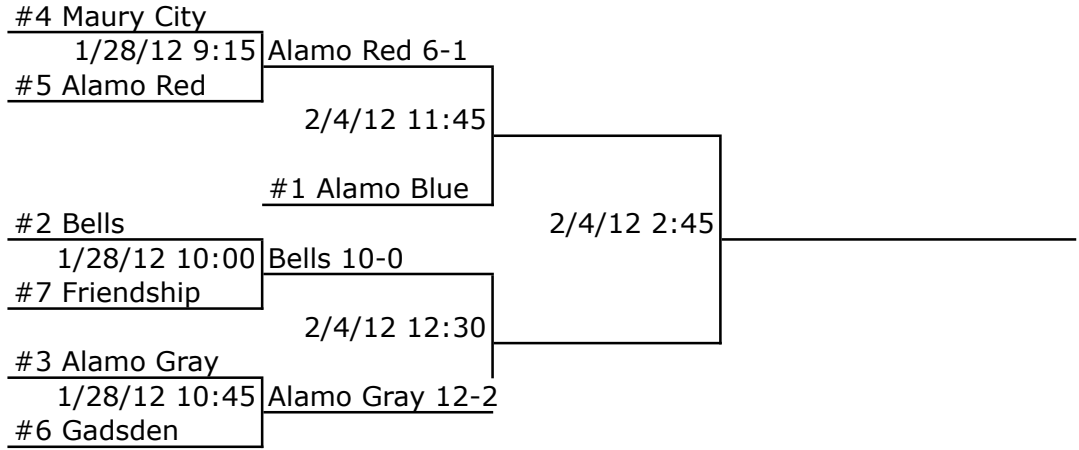 #4 Maury City
1/28/12 9:15
Alamo Red 6-1
#5 Alamo Red
2/4/12 11:45
#1 Alamo Blue
#2 Bells
2/4/12 2:45
1/28/12 10:00
Bells 10-0
#7 Friendship
2/4/12 12:30
#3 Alamo Gray
1/28/12 10:45
Alamo Gray 12-2
#6 Gadsden